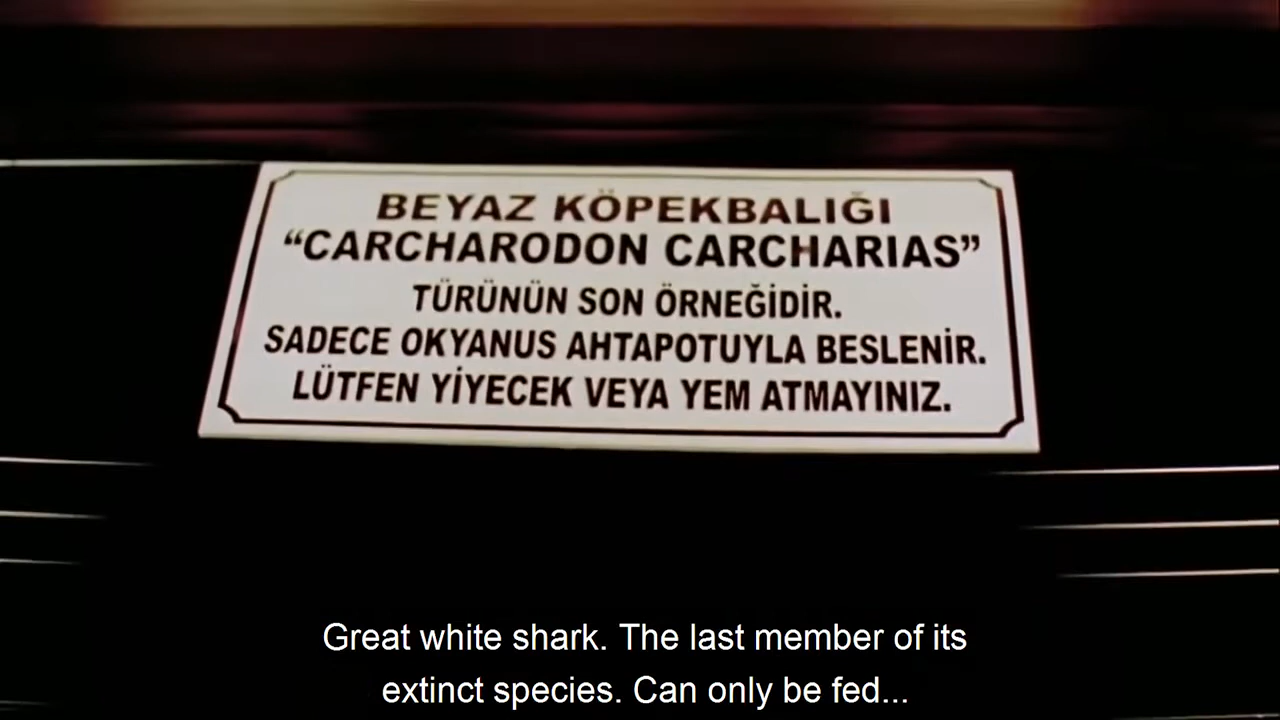 BEYAZ KÖPEKBALIĞI
“CARCHARODON CARCHARIAS”
TÜRÜNÜN SON ÖRNEĞİDİR.
SADECE OKYANUS AHTAPOTUYLA BESLENİR.
LÜTFEN YİYECEK VEYA YEM ATMAYINIZ.
Great white shark. The last member of its
extinct species. Can only be fed...